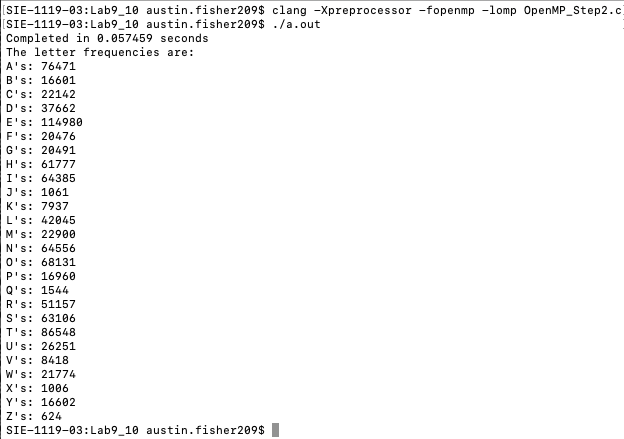 SIE-1119-03:Lab9_10 austin.fisher209$ clang -Xpreprocessor -fopenmp -lomp OpenMP_Step2.c
SIE-1119-03:Lab9_10 austin.fisher209$ ./a.out
Completed in 0.057459 seconds
The letter frequencies are:
A's: 76471
B's: 16601
C's: 22142
D's: 37662
E's: 114980
F's: 20476
G's: 20491
H's: 61777
I's: 64385
J's: 1061
K's: 7937
L's: 42045
M's: 22900
N's: 64556
O's: 68131
P's: 16960
Q's: 1544
R's: 51157
S's: 63106
T's: 86548
U's: 26251
V's: 8418
W's: 21774
X's: 1006
Y's: 16602
Z's: 624
SIE-1119-03:Lab9_10 austin.fisher209$